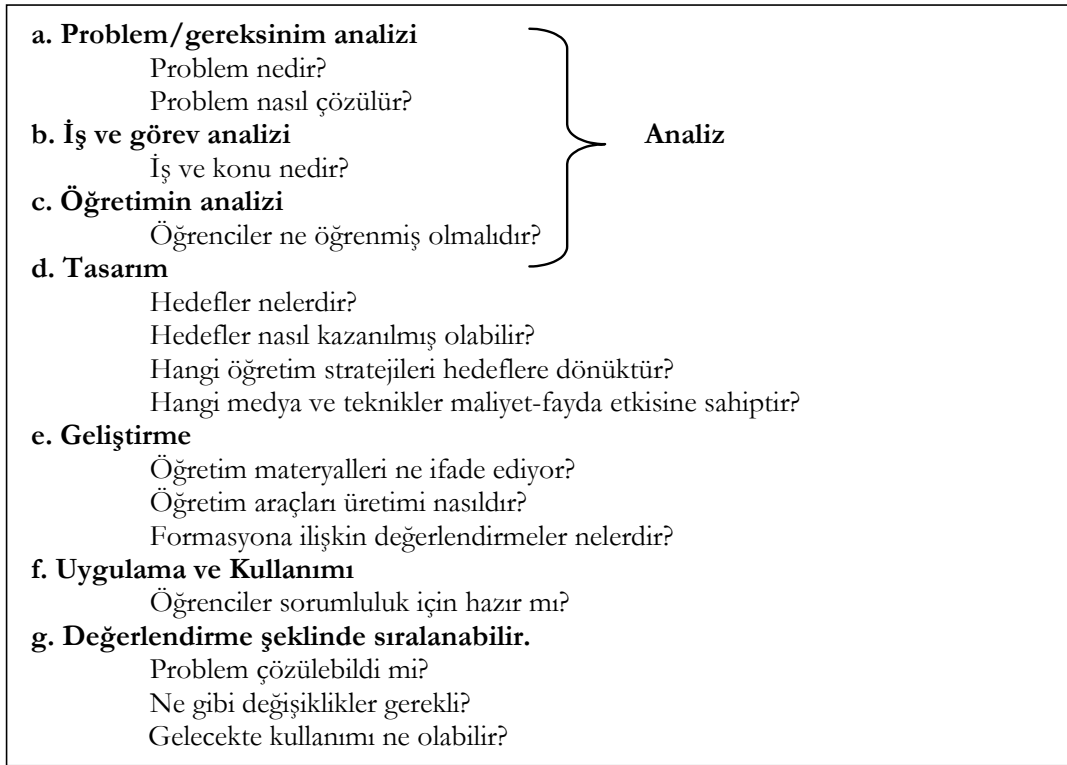 a. Problem/gereksinim analizi
Problem nedir?
Problem nasıl çözülür?
b. İş ve görev analizi
Analiz
İş ve konu nedir?
c. Öğretimin analizi
Öğrenciler ne öğrenmiş olmalıdır?
d. Tasarım
Hedefler nelerdir?
Hedefler nasıl kazanılmış olabilir?
Hangi öğretim stratejileri hedeflere dönüktür?
Hangi medya ve teknikler maliyet-fayda etkisine sahiptir?
e. Geliştirme
Öğretim materyalleri ne ifade ediyor?
Öğretim araçları üretimi nasıldır?
Formasyona ilişkin değerlendirmeler nelerdir?
f. Uygulama ve Kullanımı
Öğrenciler sorumluluk için hazır mı?
g. Değerlendirme şeklinde sıralanabilir.
Problem çözülebildi mi?
Ne gibi değişiklikler gerekli?
Gelecekte kullanımı ne olabilir?